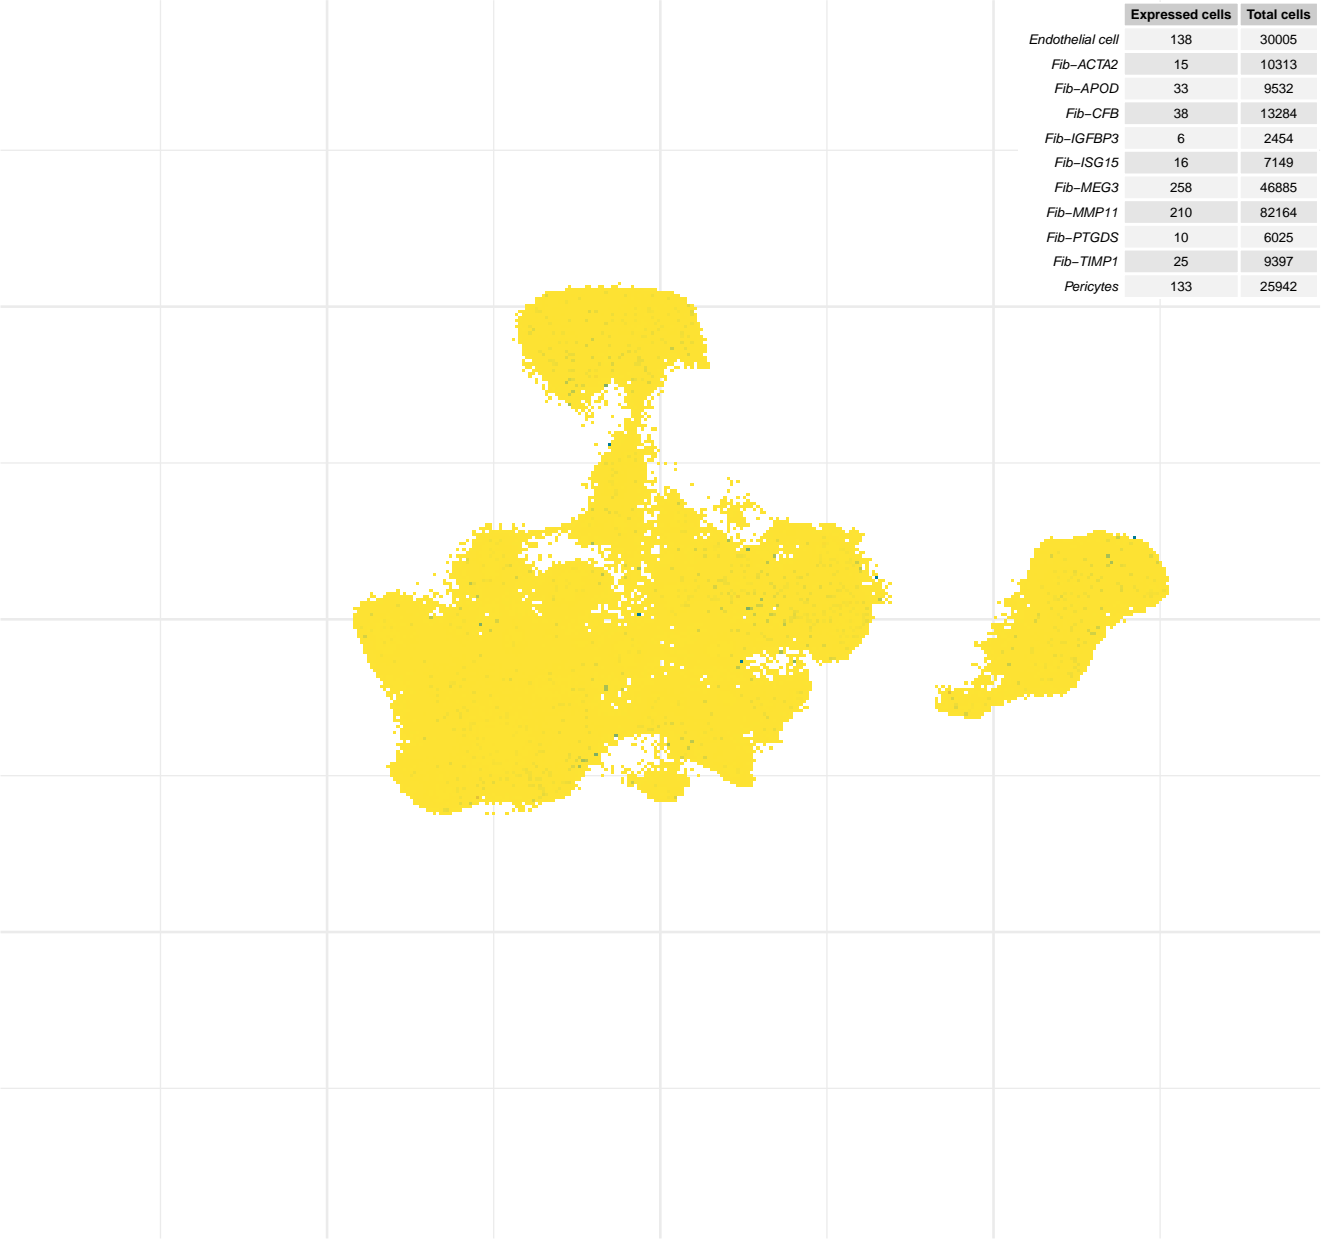 Expressed cells Total cells
Endothelial cell 138 30005
Fib−ACTA2 15 10313
Fib−APOD 33 9532
Fib−CFB 38 13284
Fib−IGFBP3 6 2454
Fib−ISG15 16 7149
Fib−MEG3 258 46885
Fib−MMP11 210 82164
Fib−PTGDS 10 6025
Fib−TIMP1 25 9397
Pericytes 133 25942